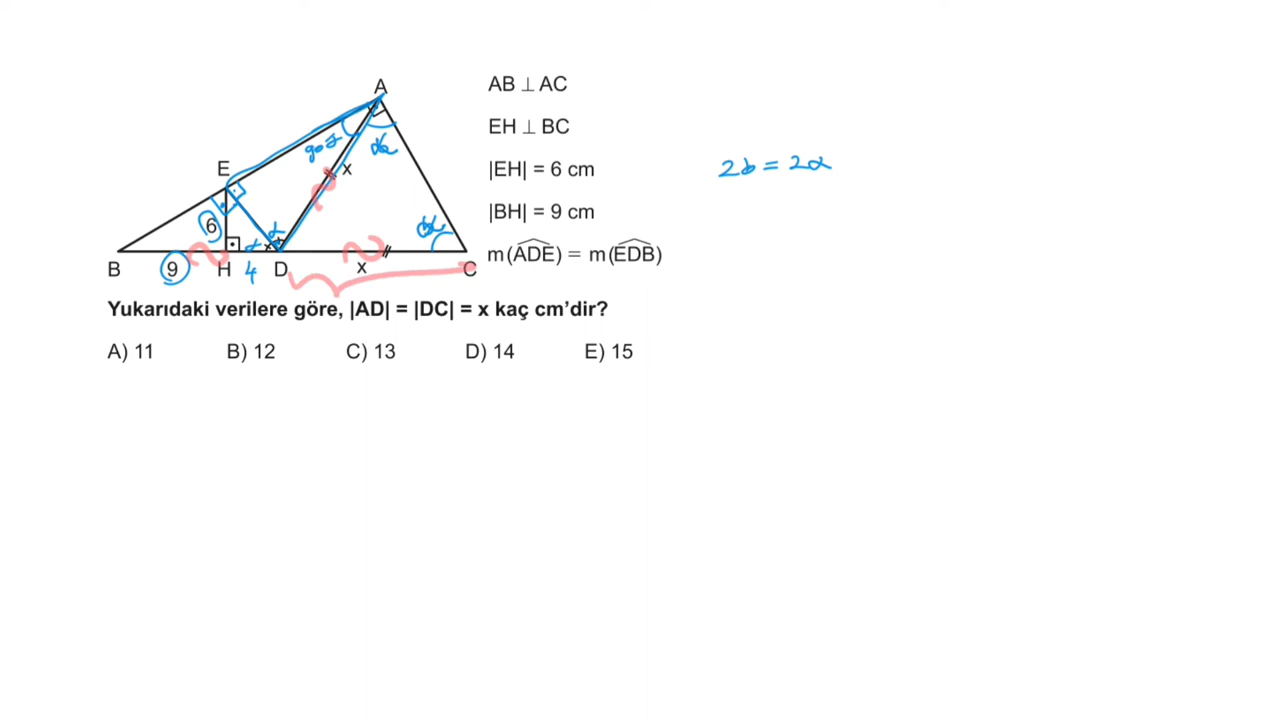 A
AB ⊥ AC
EH ⊥ BC
|EH| = 6 cm
|BH| = 9 cm
m(ADE) = m(EDB)
2b = 2α
E
x
6
α
α
B
9
H
4
D
x
C
Yukarıdaki verilere göre, |AD| = |DC| = x kaç cm'dir?
A) 11 B) 12 C) 13 D) 14 E) 15